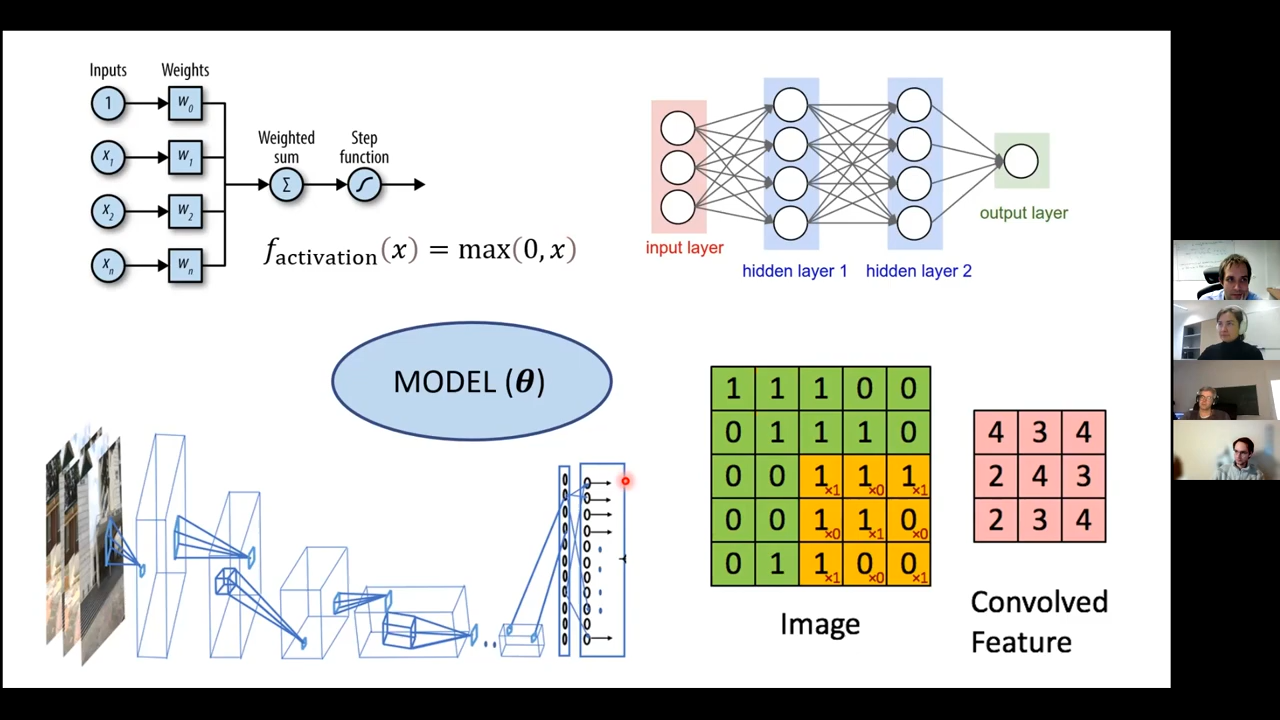 Inputs Weights
1 w0
x1 w1
x2 w2
xn wn
Weighted sum
Σ
Step function
f_activation(x) = max(0, x)
input layer
hidden layer 1
hidden layer 2
output layer
MODEL (θ)
1 1 1 0 0
0 1 1 1 0
0 0 1×1 1×0 1×1
0 0 1×0 1×1 0×0
0 1 1×1 0×0 0×1
Image
4 3 4
2 4 3
2 3 4
Convolved
Feature